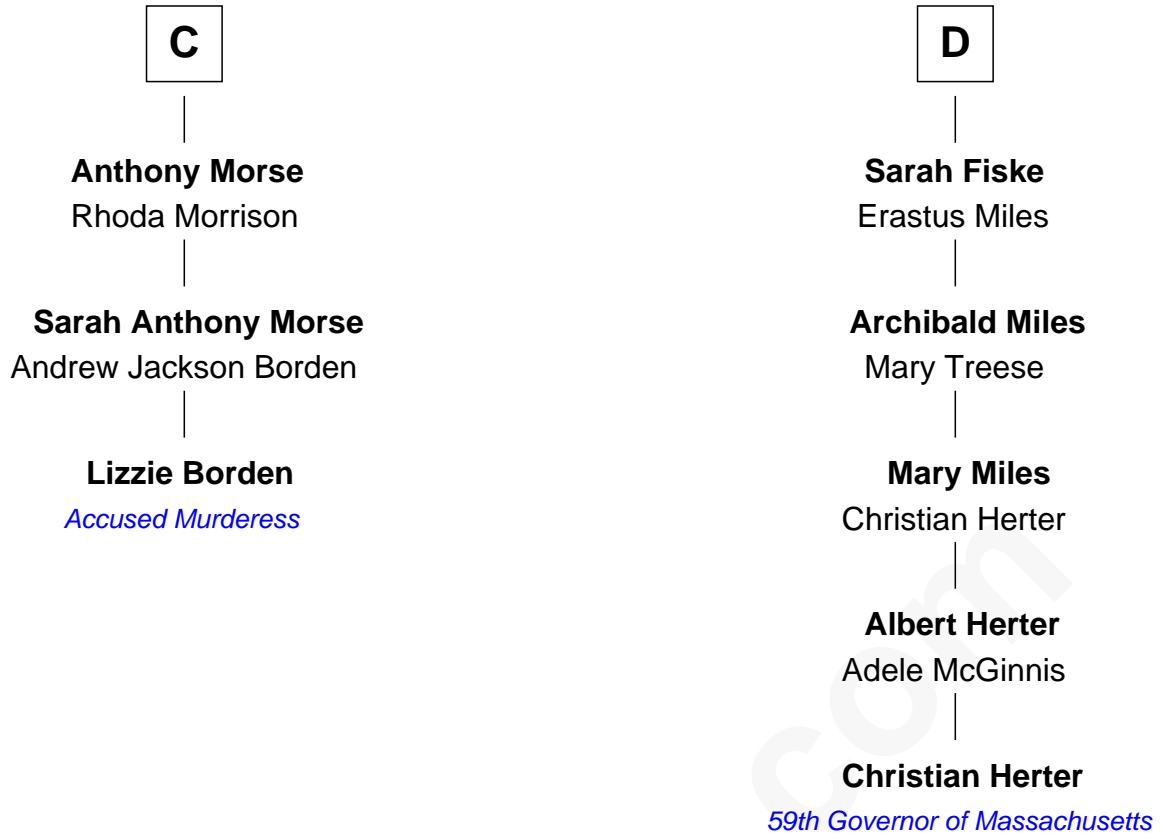 C
Anthony Morse
Rhoda Morrison
Sarah Anthony Morse
Andrew Jackson Borden
Lizzie Borden
Accused Murderess
D
Sarah Fiske
Erastus Miles
Archibald Miles
Mary Treese
Mary Miles
Christian Herter
Albert Herter
Adele McGinnis
Christian Herter
59th Governor of Massachusetts
com